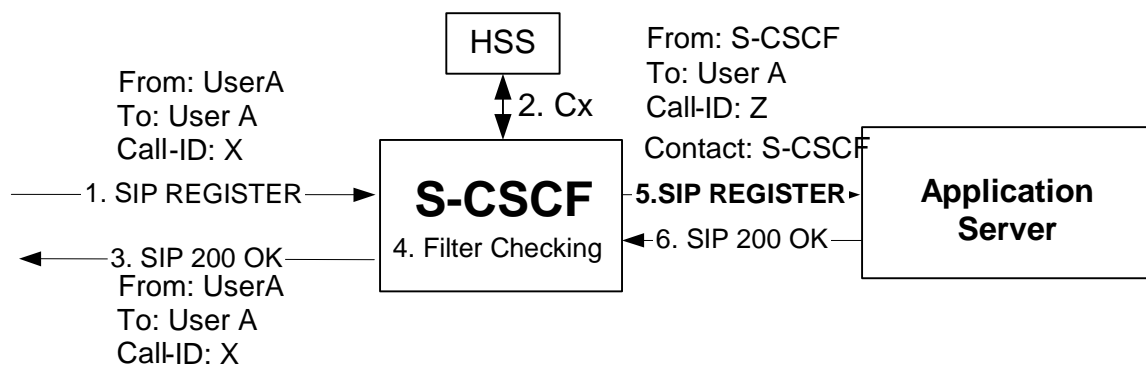 HSS
2. Cx
From: UserA
To: User A
Call-ID: X
1. SIP REGISTER
3. SIP 200 OK
From: UserA
To: User A
Call-ID: X
S-CSCF
4. Filter Checking
From: S-CSCF
To: User A
Call-ID: Z
Contact: S-CSCF
5.SIP REGISTER
6. SIP 200 OK
Application
Server